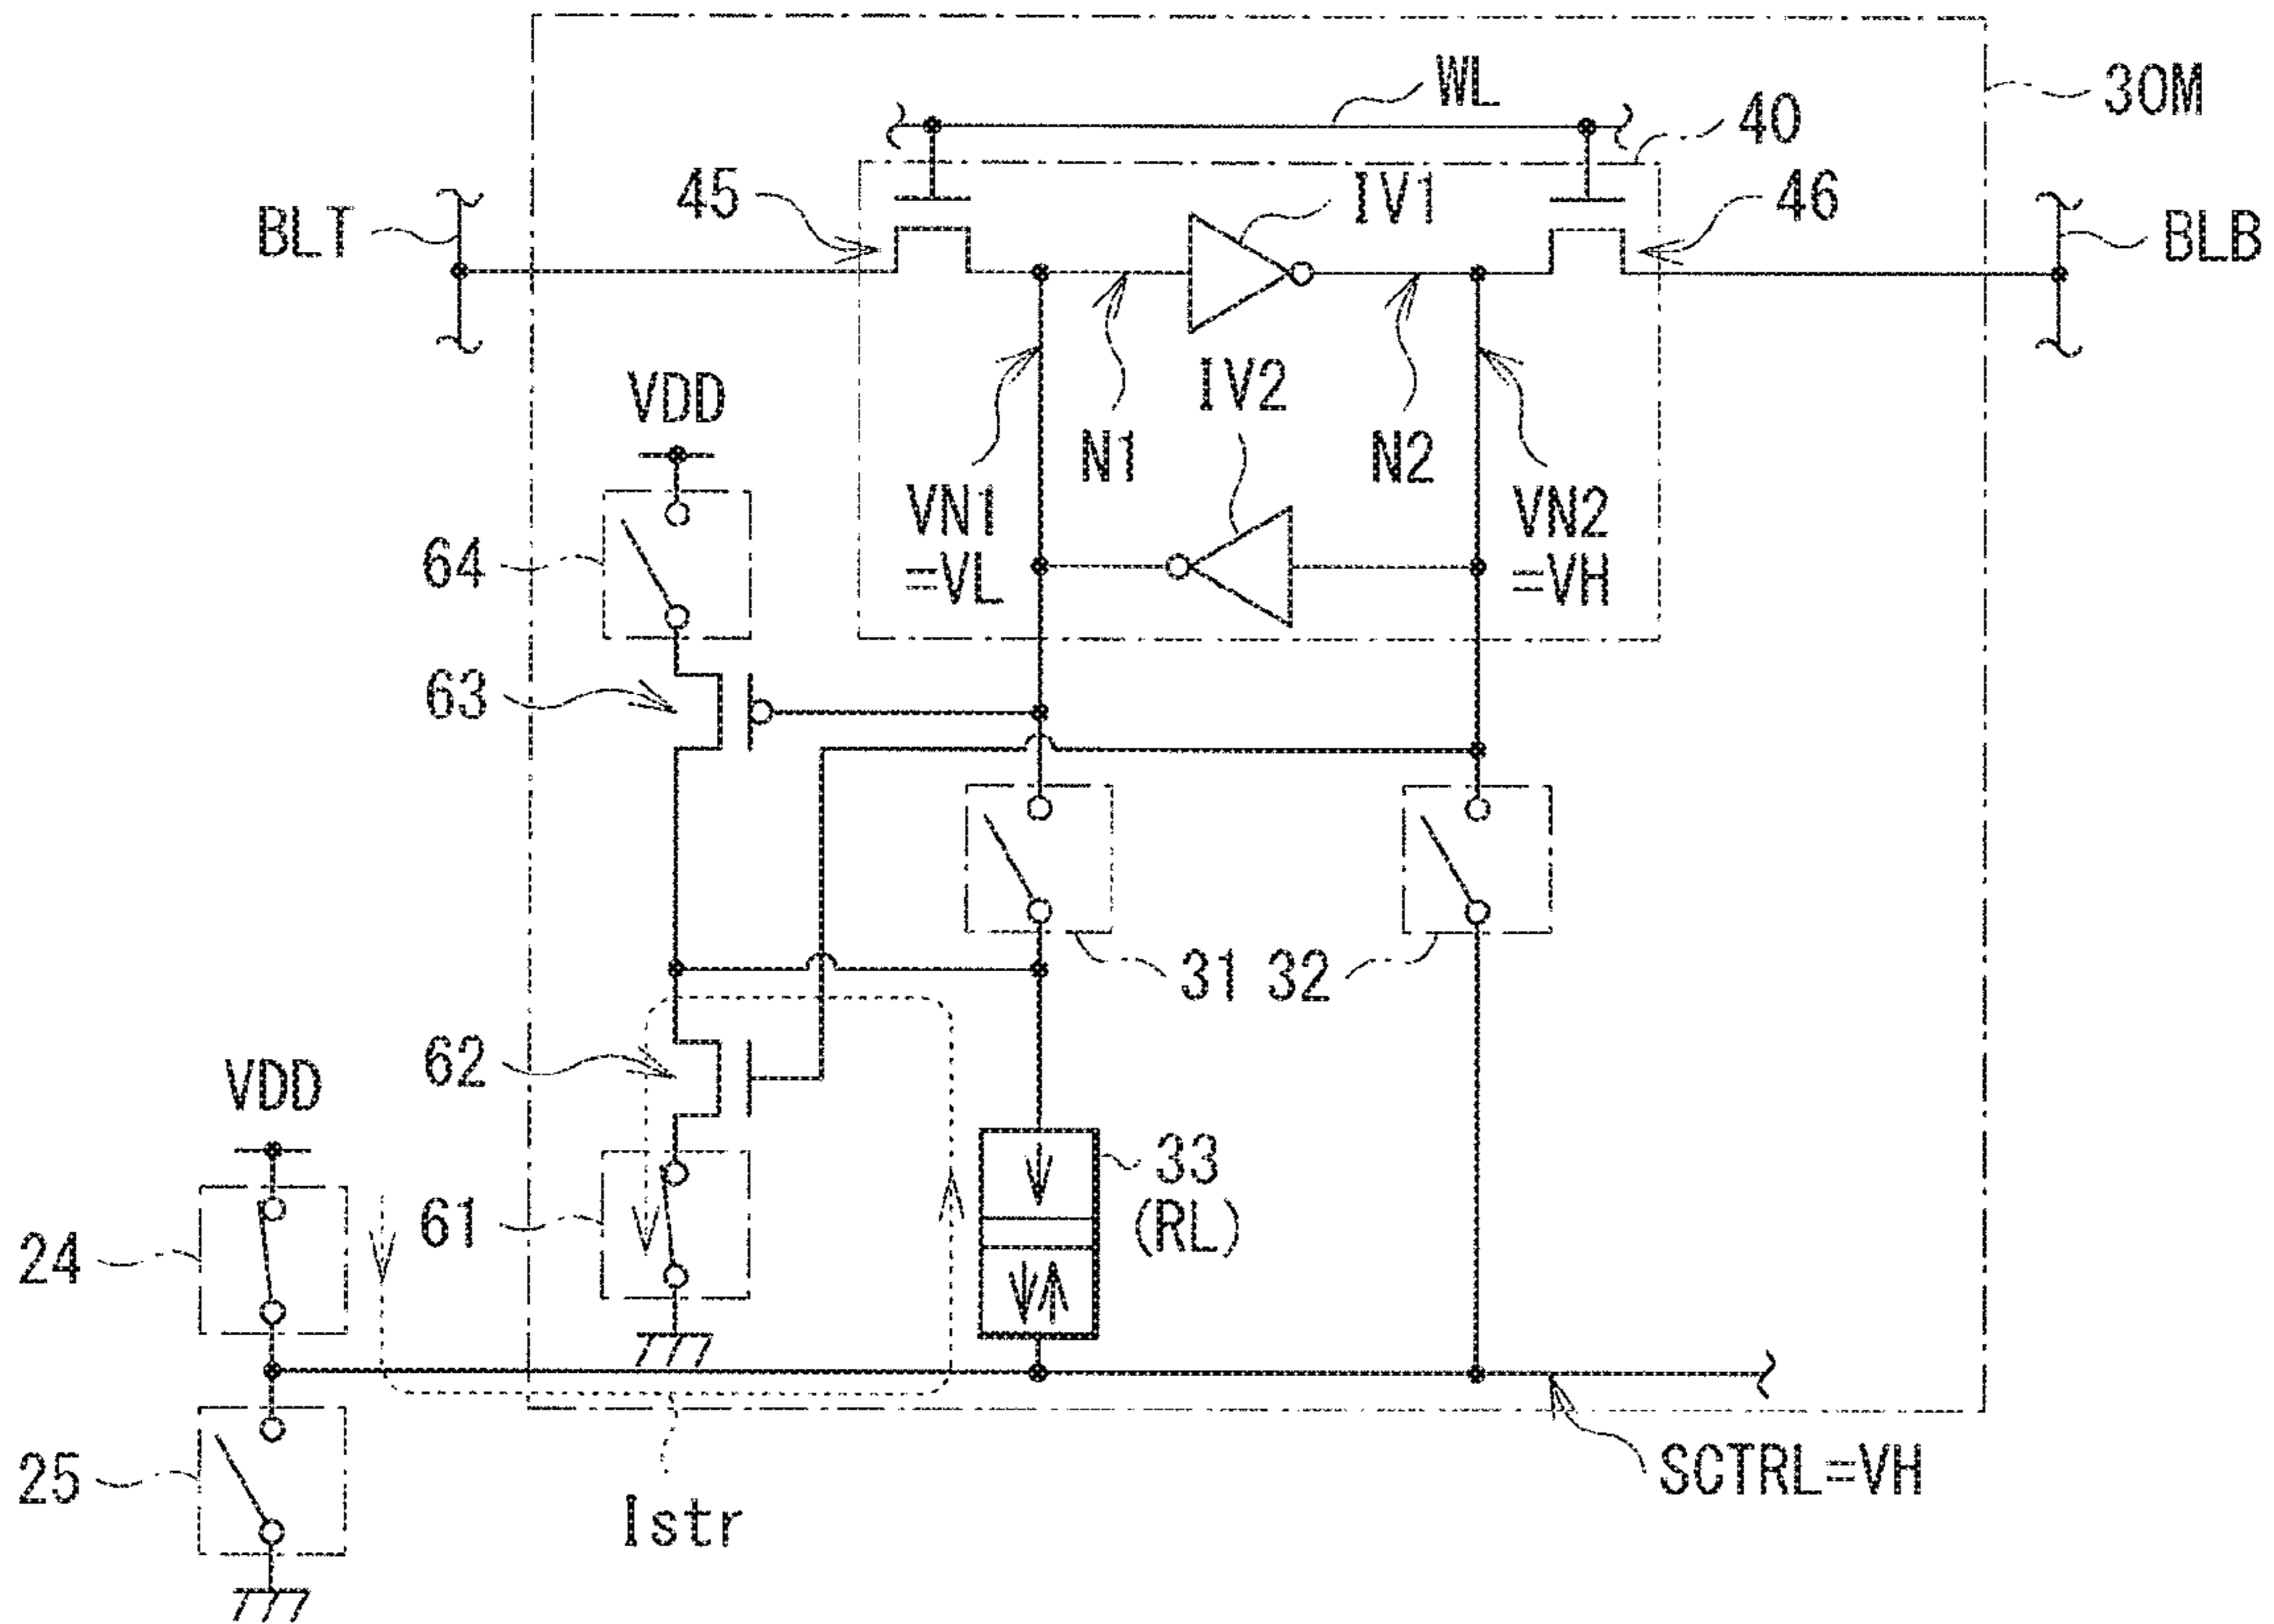 WL
30M
40
45
IV1
46
BLT
BLB
VDD
IV2
N1
N2
VN1
=VL
VN2
=VH
64
63
31
32
62
VDD
33
(RL)
61
24
25
SCTRL=VH
Istr